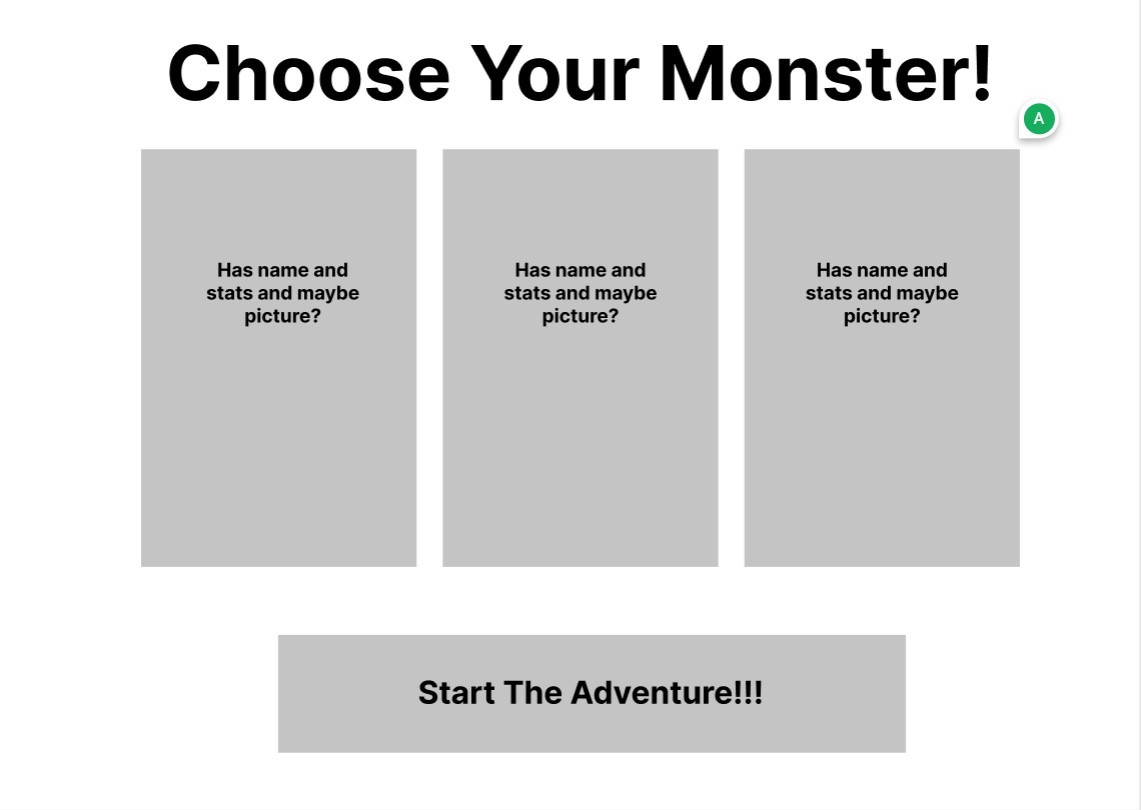 Choose Your Monster!
A
Has name and
stats and maybe
picture?
Has name and
stats and maybe
picture?
Has name and
stats and maybe
picture?
Start The Adventure!!!